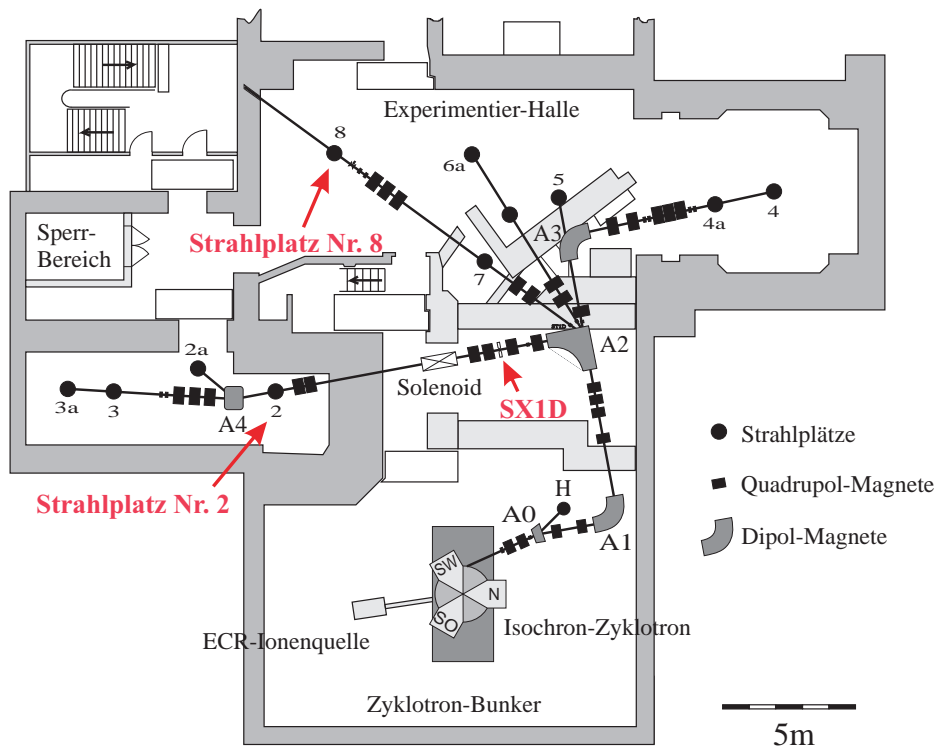 Experimentier-Halle
8
6a
5
4a
4
A3
Sperr-
Bereich
Strahlplatz Nr. 8
7
A2
2a
Solenoid
SX1D
3a
3
A4
2
Strahlplatz Nr. 2
Strahlplätze
Quadrupol-Magnete
Dipol-Magnete
H
A0
A1
SW
N
SO
ECR-Ionenquelle
Isochron-Zyklotron
Zyklotron-Bunker
5m